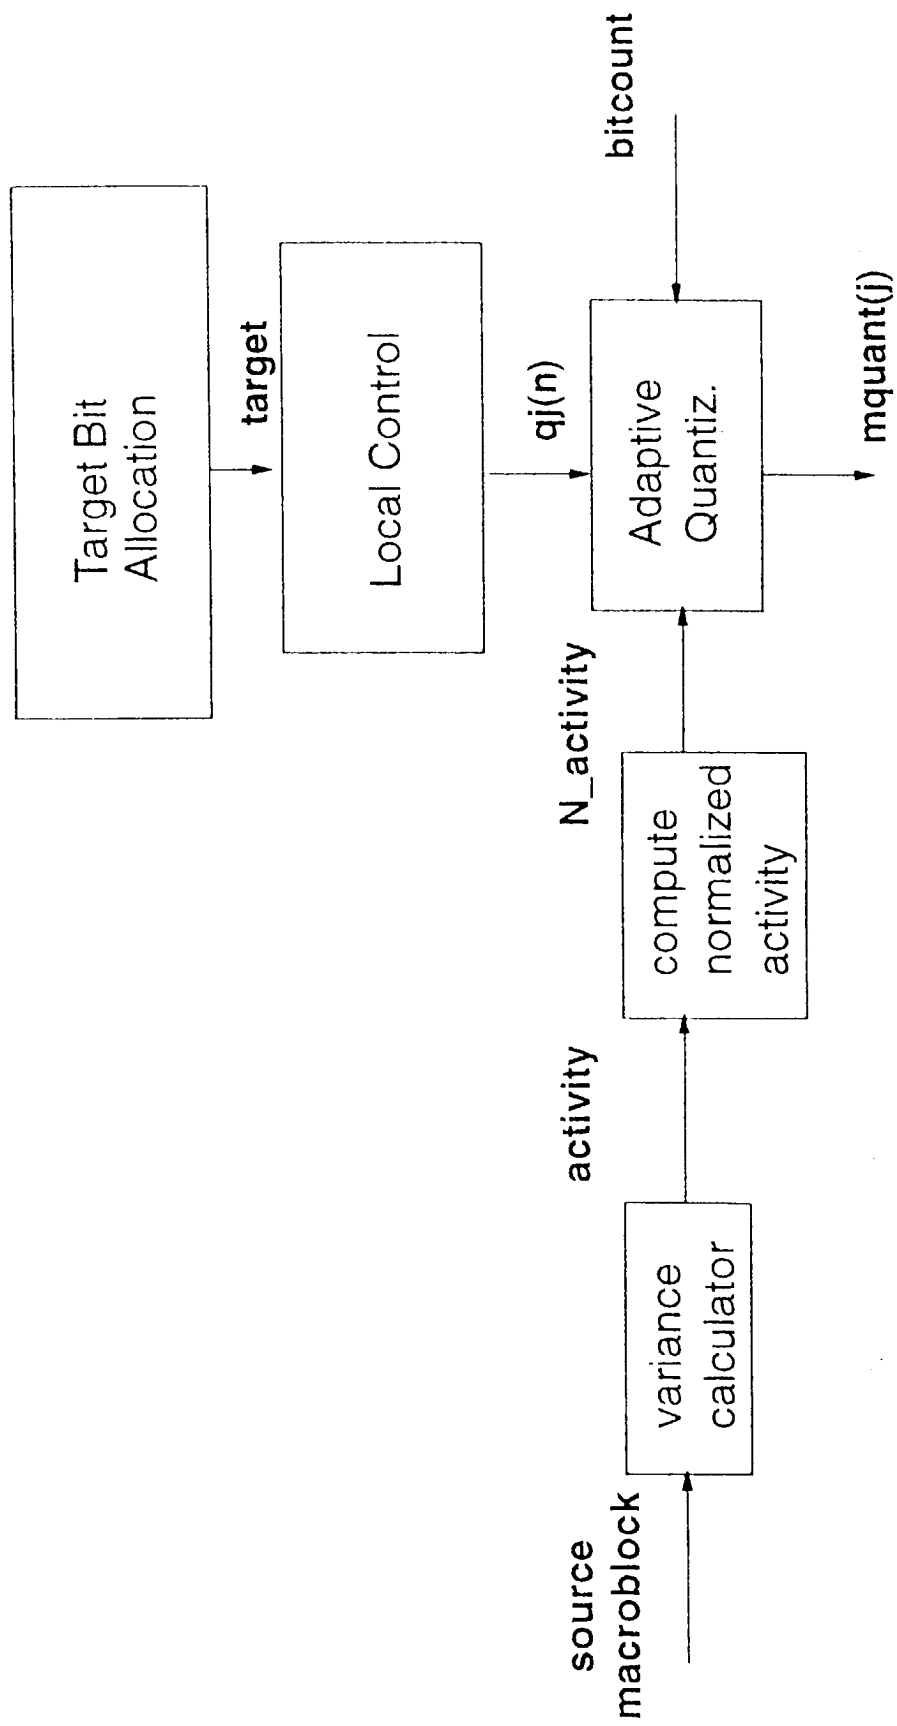 Target Bit
Allocation
target
Local Control
qj(n)
bitcount
Adaptive
Quantiz.
mquant(j)
N_activity
compute
normalized
activity
activity
variance
calculator
source
macroblock